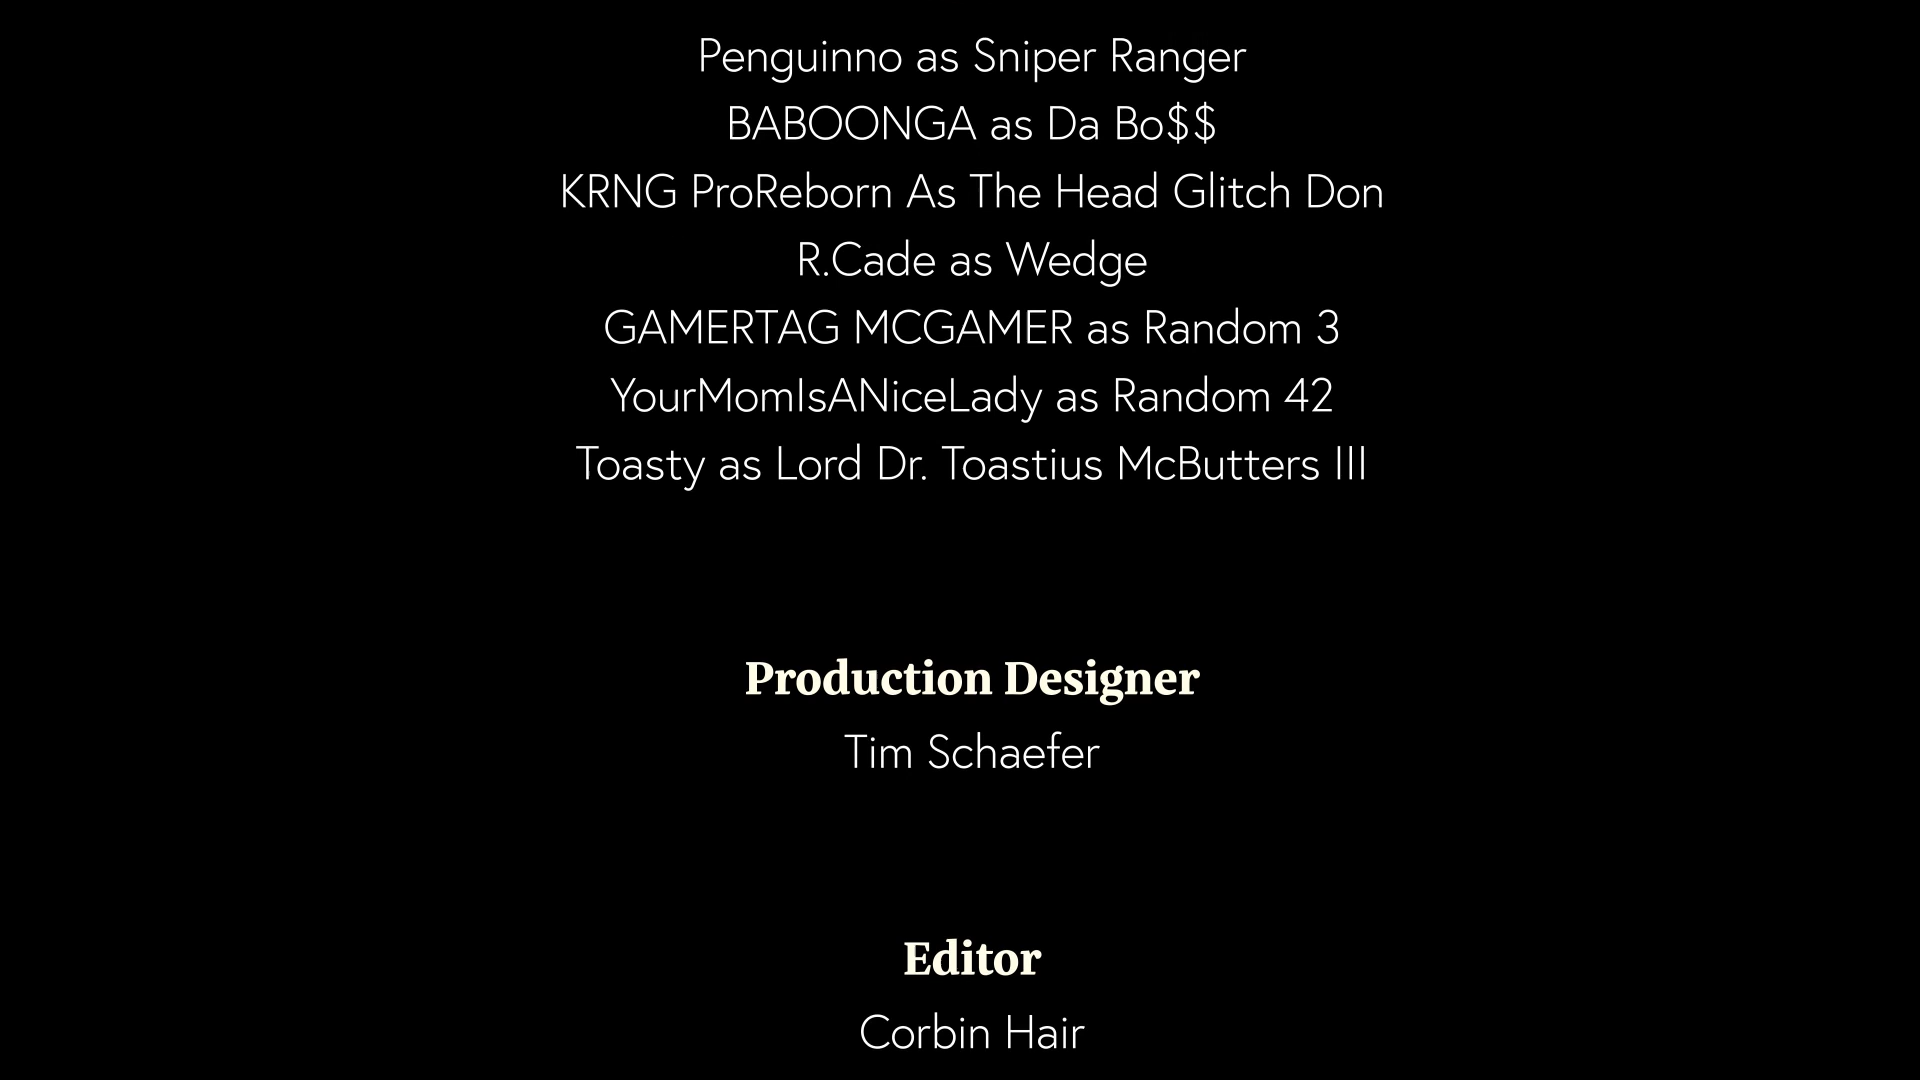 Penguinno as Sniper Ranger
BABOONGA as Da Bo$$
KRNG ProReborn As The Head Glitch Don
R.Cade as Wedge
GAMERTAG MCGAMER as Random 3
YourMomIsANiceLady as Random 42
Toasty as Lord Dr. Toastius McButters III
Production Designer
Tim Schaefer
Editor
Corbin Hair